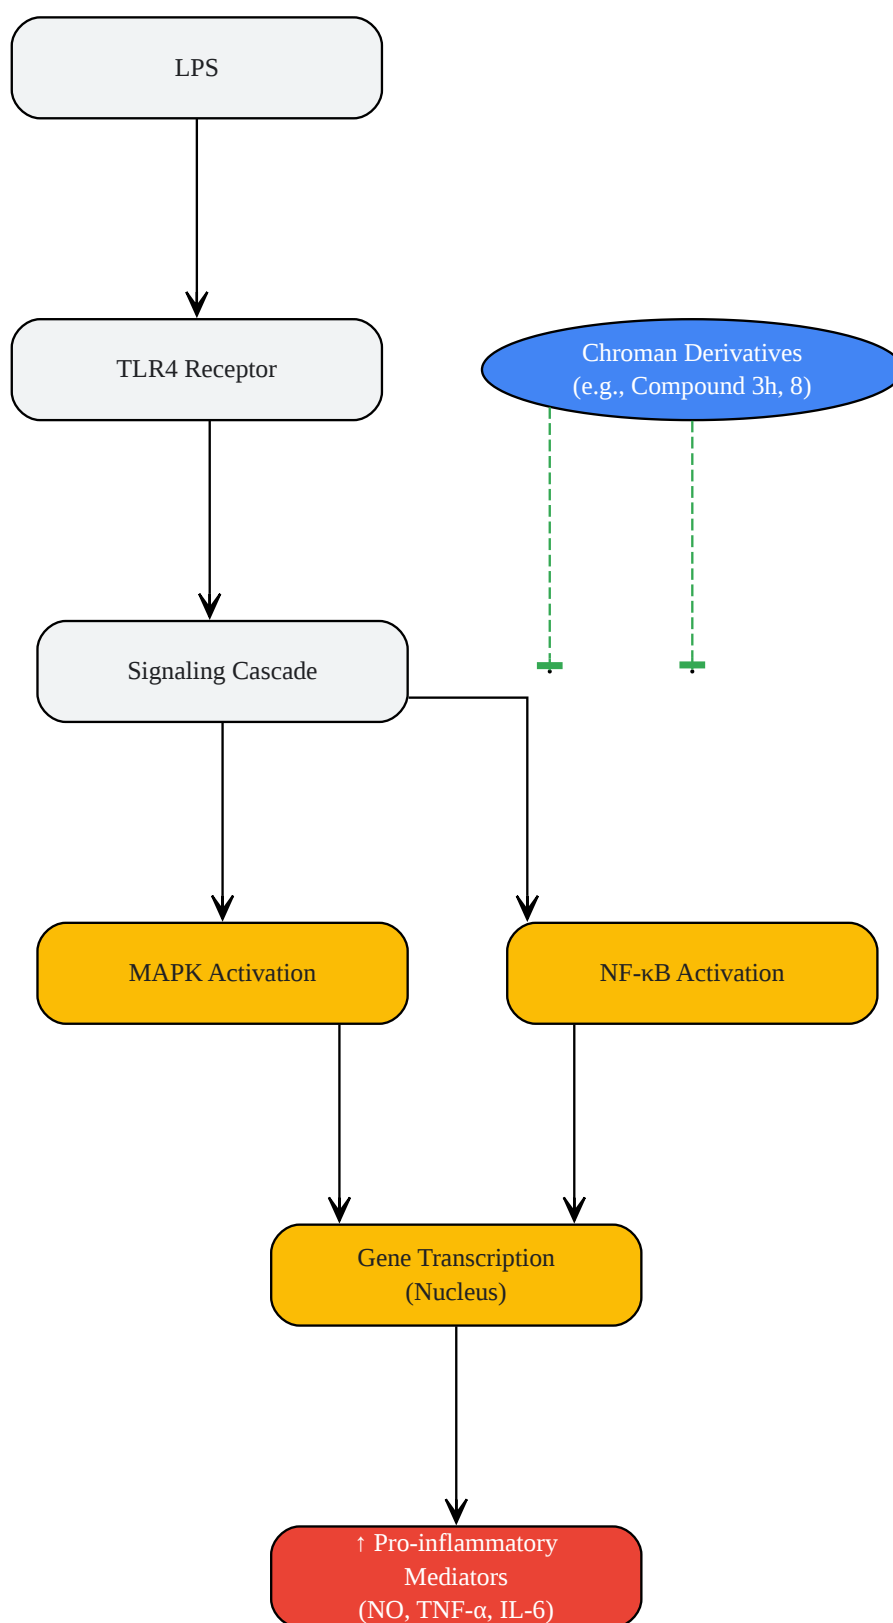 LPS
TLR4 Receptor
Chroman Derivatives
(e.g., Compound 3h, 8)
Signaling Cascade
MAPK Activation
NF-κB Activation
Gene Transcription
(Nucleus)
↑ Pro-inflammatory
Mediators
(NO, TNF-α, IL-6)